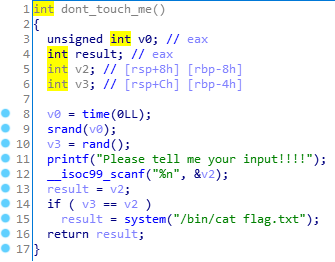 1 int dont_touch_me()
2 {
3 unsigned int v0; // eax
4 int result; // eax
5 int v2; // [rsp+8h] [rbp-8h]
6 int v3; // [rsp+Ch] [rbp-4h]
7
8 v0 = time(0LL);
9 srand(v0);
10 v3 = rand();
11 printf("Please tell me your input!!!!");
12 __isoc99_scanf("%n", &v2);
13 result = v2;
14 if ( v3 == v2 )
15 result = system("/bin/cat flag.txt");
16 return result;
17 }